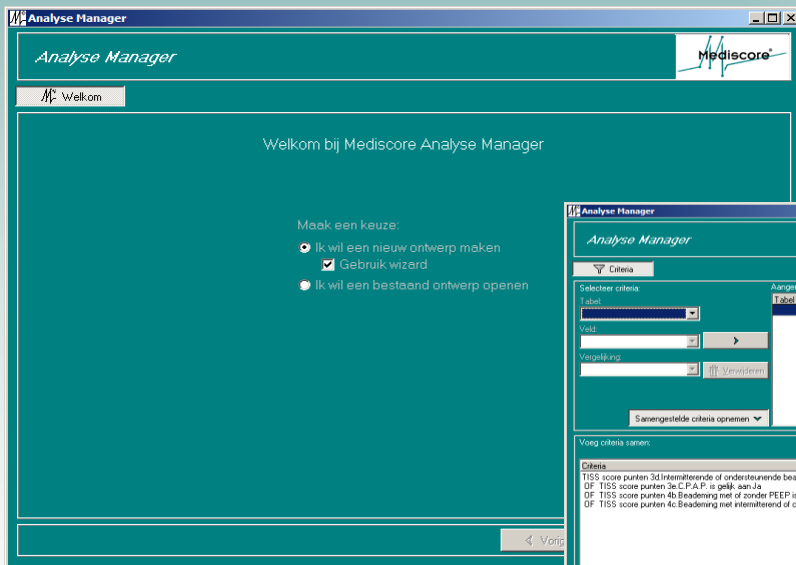 Analyse Manager
Analyse Manager
Mediscore
Welkom
Welkom bij Mediscore Analyse Manager
Maak een keuze:
Ik wil een nieuw ontwerp maken
Gebruik wizard
Ik wil een bestaand ontwerp openen
Analyse Manager
Analyse Manager
Criteria
Selecteer criteria:
Tabel:
Tabel
Veld:
Vergelijking:
Verwijderen
Samengestelde criteria opnemen
Voeg criteria samen:
Criteria
TISS score punten 3d.Intermitterende of ondersteunende
OF TISS score punten 3e.C.P.A.P. is gelijk aan Ja
OF TISS score punten 4b.Beademing met of zonder PEEP is
OF TISS score punten 4c.Beademing met intermitterend of